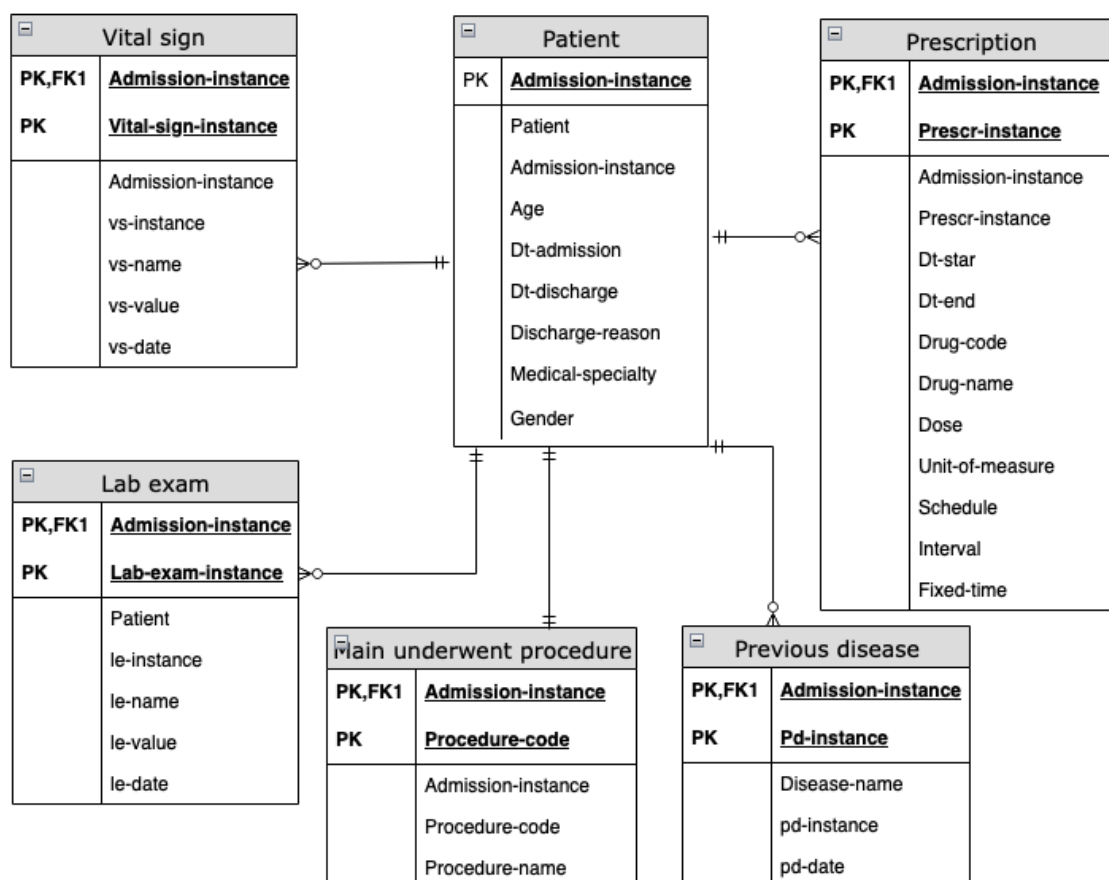 Vital sign
PK,FK1 Admission-instance
PK Vital-sign-instance
Admission-instance
vs-instance
vs-name
vs-value
vs-date
Patient
PK Admission-instance
Patient
Admission-instance
Age
Dt-admission
Dt-discharge
Discharge-reason
Medical-specialty
Gender
Prescription
PK,FK1 Admission-instance
PK Prescr-instance
Admission-instance
Prescr-instance
Dt-star
Dt-end
Drug-code
Drug-name
Dose
Unit-of-measure
Schedule
Interval
Fixed-time
Lab exam
PK,FK1 Admission-instance
PK Lab-exam-instance
Patient
le-instance
le-name
le-value
le-date
Main underwent procedure
PK,FK1 Admission-instance
PK Procedure-code
Admission-instance
Procedure-code
Procedure-name
Previous disease
PK,FK1 Admission-instance
PK Pd-instance
Disease-name
pd-instance
pd-date